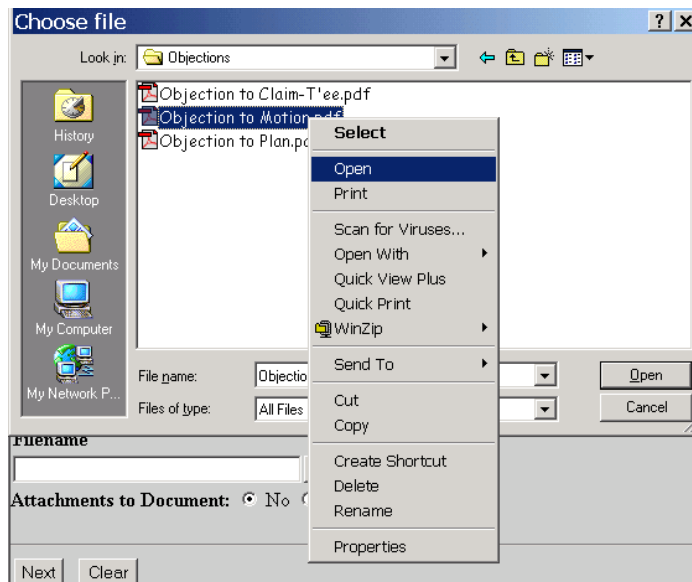 Choose file
Look in:
Objections
History
Desktop
My Documents
My Computer
My Network P...
Objection to Claim-T'ee.pdf
Objection to Motion.pdf
Objection to Plan.pd
Select
Open
Print
Scan for Viruses...
Open With
Quick View Plus
Quick Print
WinZip
Send To
Cut
Copy
Create Shortcut
Delete
Rename
Properties
File name:
Objectio
Open
Files of type:
All Files
Cancel
Filename
Attachments to Document: No
Next Clear